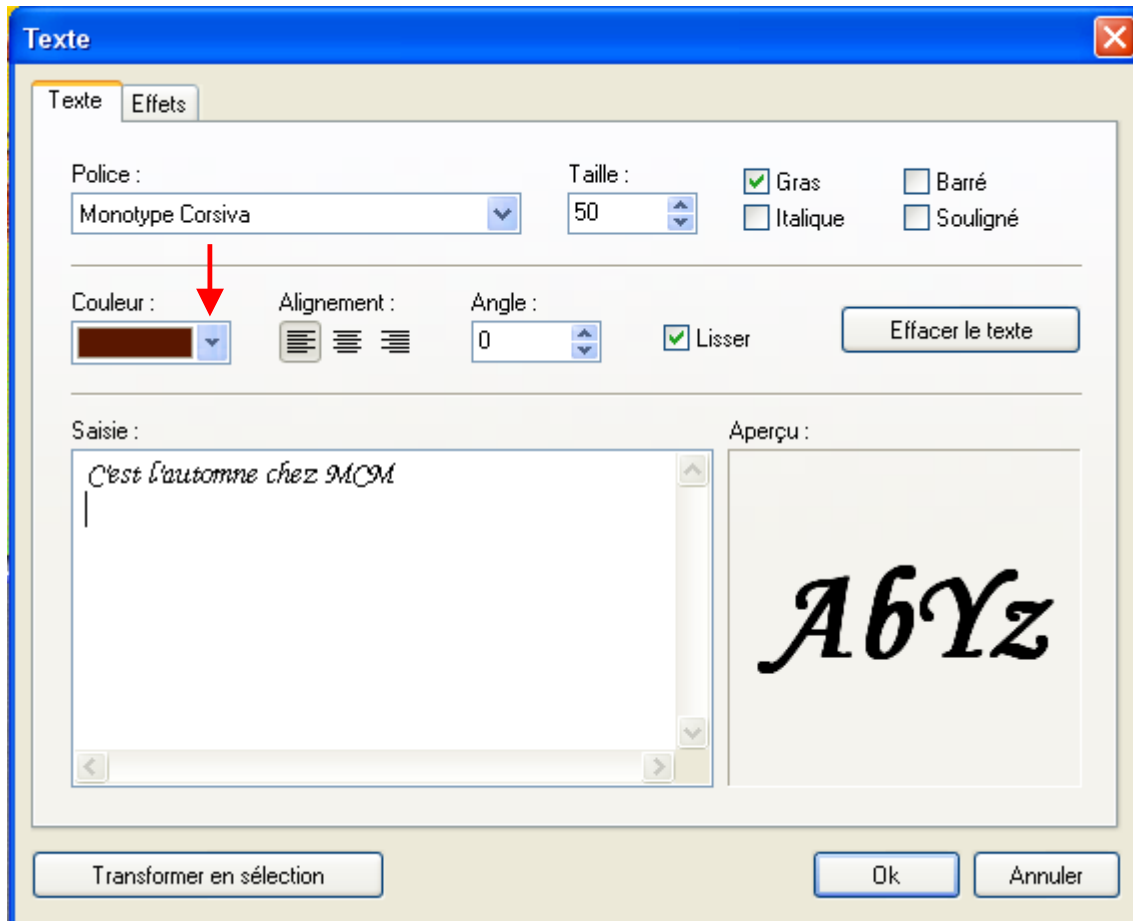 Texte
Texte Effets
Police : Taille :
Gras Barré
Monotype Corsiva 50
Italique Souligné
Couleur : Alignement : Angle :
0 Lisser Effacer le texte
Saisie : Aperçu :
C'est l'automne chez MCM
AbYz
Transformer en sélection Ok Annuler